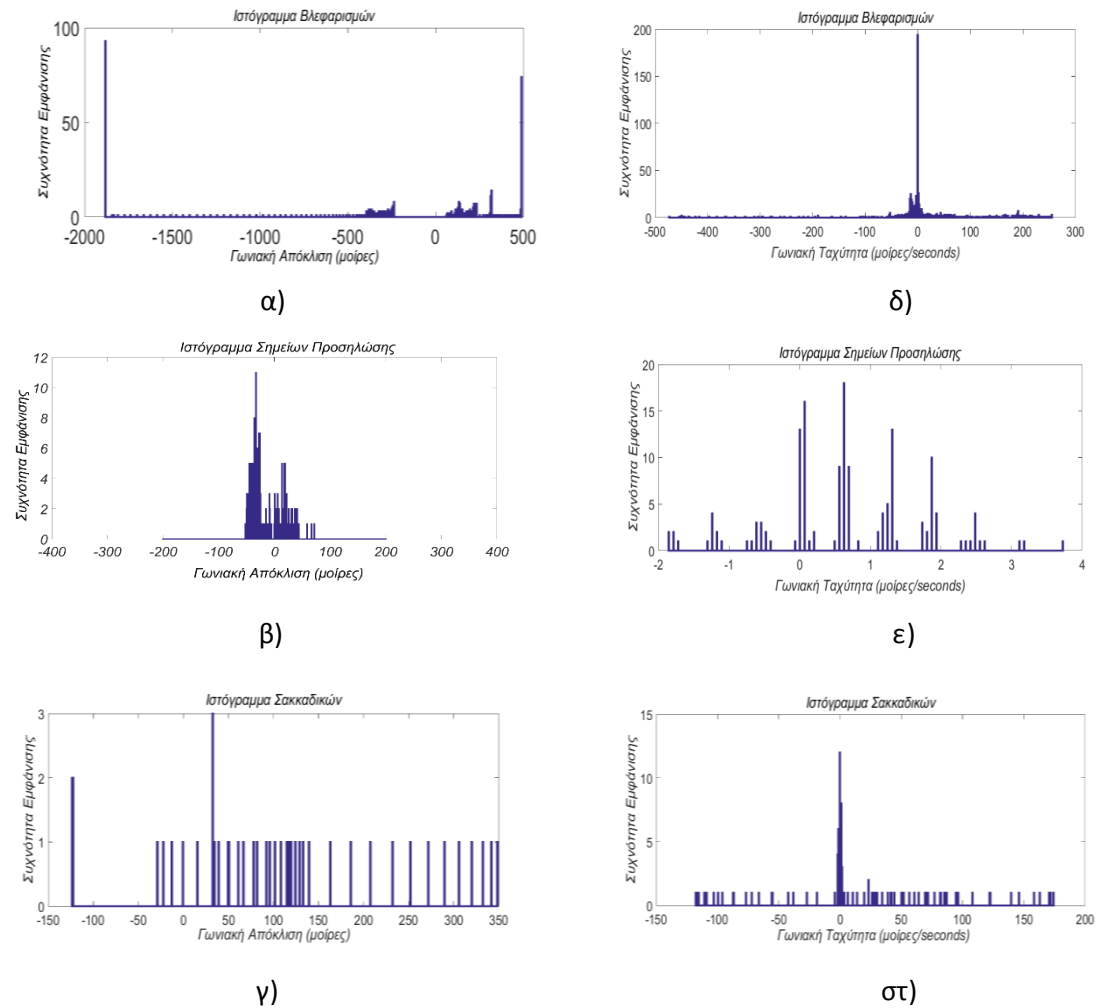 Ιστόγραμμα Βλεφαρισμών
Συχνότητα Εμφάνισης
100
50
0
-2000 -1500 -1000 -500 0 500
Γωνιακή Απόκλιση (μοίρες)
α)
Ιστόγραμμα Βλεφαρισμών
Συχνότητα Εμφάνισης
200
150
100
50
0
-500 -400 -300 -200 -100 0 100 200 300
Γωνιακή Ταχύτητα (μοίρες/seconds)
δ)
Ιστόγραμμα Σημείων Προσηλώσης
Συχνότητα Εμφάνισης
12
10
8
6
4
2
0
-400 -300 -200 -100 0 100 200 300 400
Γωνιακή Απόκλιση (μοίρες)
β)
Ιστόγραμμα Σημείων Προσηλώσης
Συχνότητα Εμφάνισης
20
15
10
5
0
-2 -1 0 1 2 3 4
Γωνιακή Ταχύτητα (μοίρες/seconds)
ε)
Ιστόγραμμα Σακκαδικών
Συχνότητα Εμφάνισης
3
2
1
0
-150 -100 -50 0 50 100 150 200 250 300 350
Γωνιακή Απόκλιση (μοίρες)
γ)
Ιστόγραμμα Σακκαδικών
Συχνότητα Εμφάνισης
15
10
5
0
-150 -100 -50 0 50 100 150 200
Γωνιακή Ταχύτητα (μοίρες/seconds)
στ)